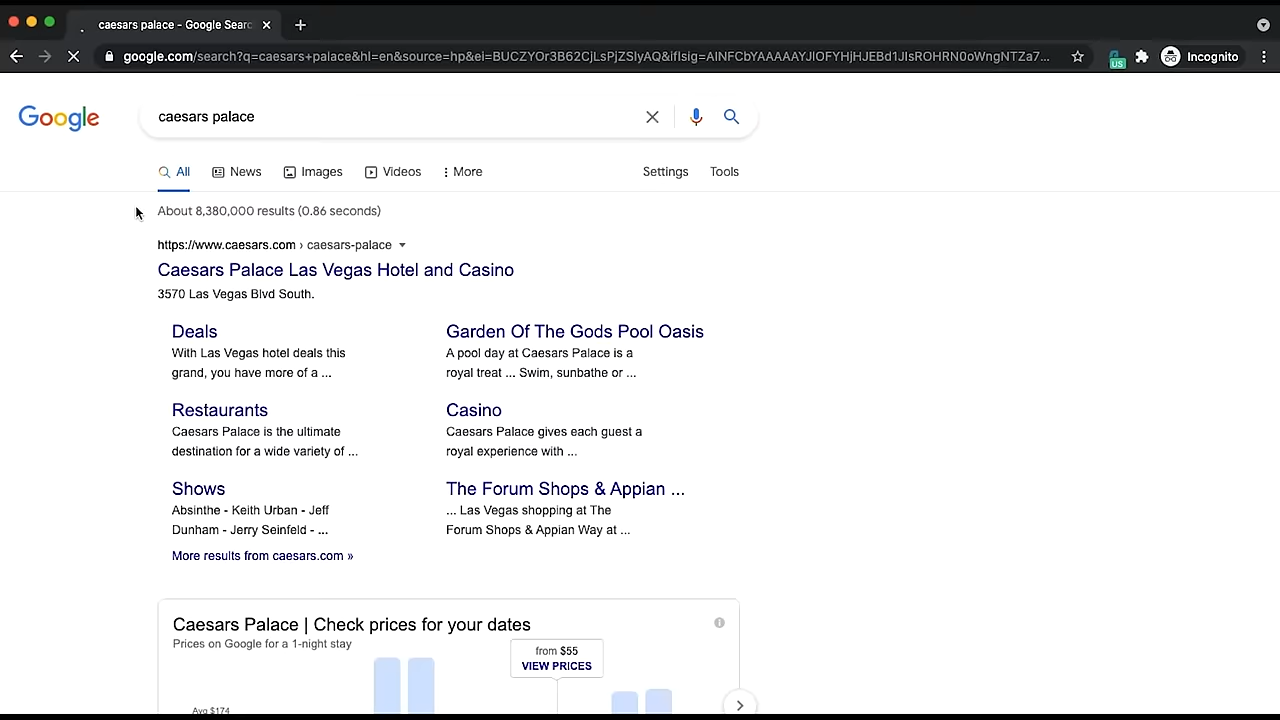 caesars palace - Google Searc
google.com/search?q=caesars+palace&hl=en&source=hp&ei=BUCZYOr3B62CjLsPjZSlyAQ&iflsig=AINFCbYAAAAAYJlOFYHjHJEBd1JIsROHRN0oWngNTZa7...
US
Incognito
Google
caesars palace
All
News
Images
Videos
More
Settings
Tools
About 8,380,000 results (0.86 seconds)
https://www.caesars.com › caesars-palace
Caesars Palace Las Vegas Hotel and Casino
3570 Las Vegas Blvd South.
Deals
With Las Vegas hotel deals this
grand, you have more of a ...
Garden Of The Gods Pool Oasis
A pool day at Caesars Palace is a
royal treat ... Swim, sunbathe or ...
Restaurants
Caesars Palace is the ultimate
destination for a wide variety of ...
Casino
Caesars Palace gives each guest a
royal experience with ...
Shows
Absinthe - Keith Urban - Jeff
Dunham - Jerry Seinfeld - ...
The Forum Shops & Appian ...
... Las Vegas shopping at The
Forum Shops & Appian Way at ...
More results from caesars.com »
Caesars Palace | Check prices for your dates
Prices on Google for a 1-night stay
from $55
VIEW PRICES
Avg $174